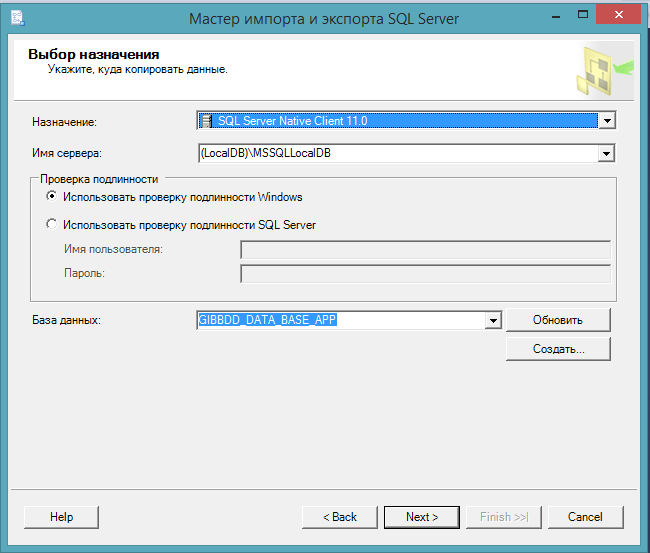 Мастер импорта и экспорта SQL Server
Выбор назначения
Укажите, куда копировать данные.
Назначение:
SQL Server Native Client 11.0
Имя сервера:
(LocalDB)\MSSQLLocalDB
Проверка подлинности
Использовать проверку подлинности Windows
Использовать проверку подлинности SQL Server
Имя пользователя:
Пароль:
База данных:
GIBBDD_DATA_BASE_APP
Обновить
Создать...
Help
< Back
Next >
Finish >>|
Cancel